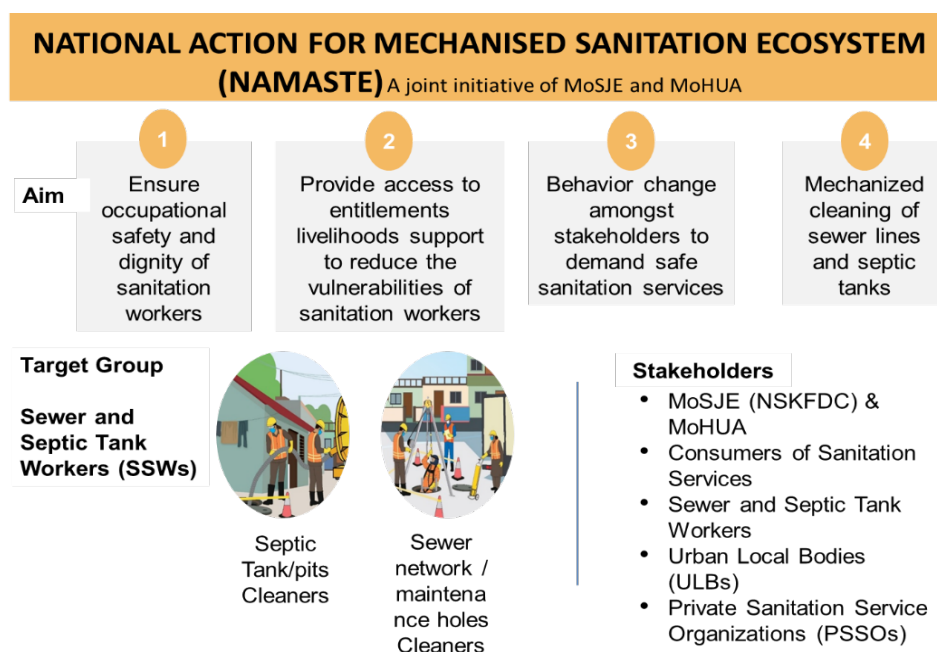 NATIONAL ACTION FOR MECHANISED SANITATION ECOSYSTEM
(NAMASTE) A joint initiative of MoSJE and MoHUA
Aim
1
Ensure
occupational
safety and
dignity of
sanitation
workers
2
Provide access to
entitlements
livelihoods support
to reduce the
vulnerabilities of
sanitation workers
3
Behavior change
amongst
stakeholders to
demand safe
sanitation services
4
Mechanized
cleaning of
sewer lines
and septic
tanks
Target Group
Sewer and
Septic Tank
Workers (SSWs)
Septic
Tank/pits
Cleaners
Sewer
network /
maintena
nce holes
Cleaners
Stakeholders
• MoSJE (NSKFDC) &
MoHUA
• Consumers of Sanitation
Services
• Sewer and Septic Tank
Workers
• Urban Local Bodies
(ULBs)
• Private Sanitation Service
Organizations (PSSOs)